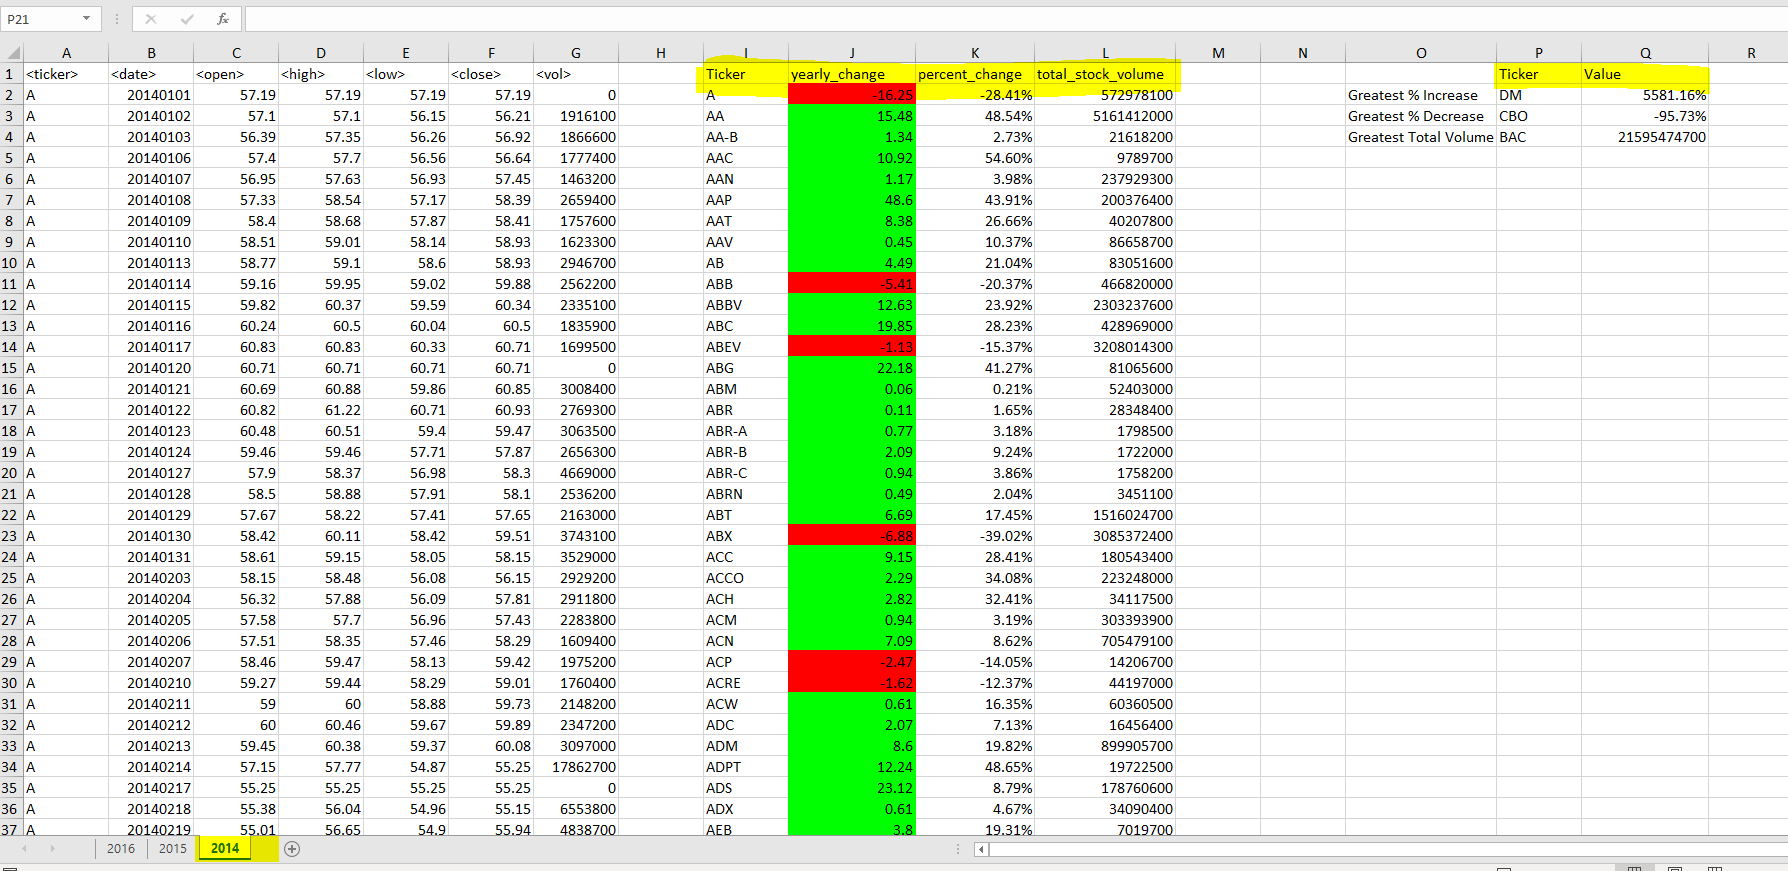 P21 fx
A B C D E F G H I J K L M N O P Q R
1 <ticker> <date> <open> <high> <low> <close> <vol> Ticker yearly_change percent_change total_stock_volume Ticker Value
2 A 20140101 57.19 57.19 57.19 57.19 0 A -16.25 -28.41% 572978100 Greatest % Increase DM 5581.16%
3 A 20140102 57.1 57.1 56.15 56.21 1916100 AA 15.48 48.54% 5161412000 Greatest % Decrease CBO -95.73%
4 A 20140103 56.39 57.35 56.26 56.92 1866600 AA-B 1.34 2.73% 21618200 Greatest Total Volume BAC 21595474700
5 A 20140106 57.4 57.7 56.56 56.64 1777400 AAC 10.92 54.60% 9789700
6 A 20140107 56.95 57.63 56.93 57.45 1463200 AAN 1.17 3.98% 237929300
7 A 20140108 57.33 58.54 57.17 58.39 2659400 AAP 48.6 43.91% 200376400
8 A 20140109 58.4 58.68 57.87 58.41 1757600 AAT 8.38 26.66% 40207800
9 A 20140110 58.51 59.01 58.14 58.93 1623300 AAV 0.45 10.37% 86658700
10 A 20140113 58.77 59.1 58.6 58.93 2946700 AB 4.49 21.04% 83051600
11 A 20140114 59.16 59.95 59.02 59.88 2562200 ABB -5.41 -20.37% 466820000
12 A 20140115 59.82 60.37 59.59 60.34 2335100 ABBV 12.63 23.92% 2303237600
13 A 20140116 60.24 60.5 60.04 60.5 1835900 ABC 19.85 28.23% 428969000
14 A 20140117 60.83 60.83 60.33 60.71 1699500 ABEV -1.13 -15.37% 3208014300
15 A 20140120 60.71 60.71 60.71 60.71 0 ABG 22.18 41.27% 81065600
16 A 20140121 60.69 60.88 59.86 60.85 3008400 ABM 0.06 0.21% 52403000
17 A 20140122 60.82 61.22 60.71 60.93 2769300 ABR 0.11 1.65% 28348400
18 A 20140123 60.48 60.51 59.4 59.47 3063500 ABR-A 0.77 3.18% 1798500
19 A 20140124 59.46 59.46 57.71 57.87 2656300 ABR-B 2.09 9.24% 1722000
20 A 20140127 57.9 58.37 56.98 58.3 4669000 ABR-C 0.94 3.86% 1758200
21 A 20140128 58.5 58.88 57.91 58.1 2536200 ABRN 0.49 2.04% 3451100
22 A 20140129 57.67 58.22 57.41 57.65 2163000 ABT 6.69 17.45% 1516024700
23 A 20140130 58.42 60.11 58.42 59.51 3743100 ABX -6.88 -39.02% 3085372400
24 A 20140131 58.61 59.15 58.05 58.15 3529000 ACC 9.15 28.41% 180543400
25 A 20140203 58.15 58.48 56.08 56.15 2929200 ACCO 2.29 34.08% 223248000
26 A 20140204 56.32 57.88 56.09 57.81 2911800 ACH 2.82 32.41% 34117500
27 A 20140205 57.58 57.7 56.96 57.43 2283800 ACM 0.94 3.19% 303393900
28 A 20140206 57.51 58.35 57.46 58.29 1609400 ACN 7.09 8.62% 705479100
29 A 20140207 58.46 59.47 58.13 59.42 1975200 ACP -2.47 -14.05% 14206700
30 A 20140210 59.27 59.44 58.29 59.01 1760400 ACRE -1.62 -12.37% 44197000
31 A 20140211 59 60 58.88 59.73 2148200 ACW 0.61 16.35% 60360500
32 A 20140212 60 60.46 59.67 59.89 2347200 ADC 2.07 7.13% 16456400
33 A 20140213 59.45 60.38 59.37 60.08 3097000 ADM 8.6 19.82% 899905700
34 A 20140214 57.15 57.77 54.87 55.25 17862700 ADPT 12.24 48.65% 19722500
35 A 20140217 55.25 55.25 55.25 55.25 0 ADS 23.12 8.79% 178760600
36 A 20140218 55.38 56.04 54.96 55.15 6553800 ADX 0.61 4.67% 34090400
37 A 20140219 55.01 56.65 54.9 55.94 4838700 AEB 3.8 19.31% 7019700
2016 2015 2014